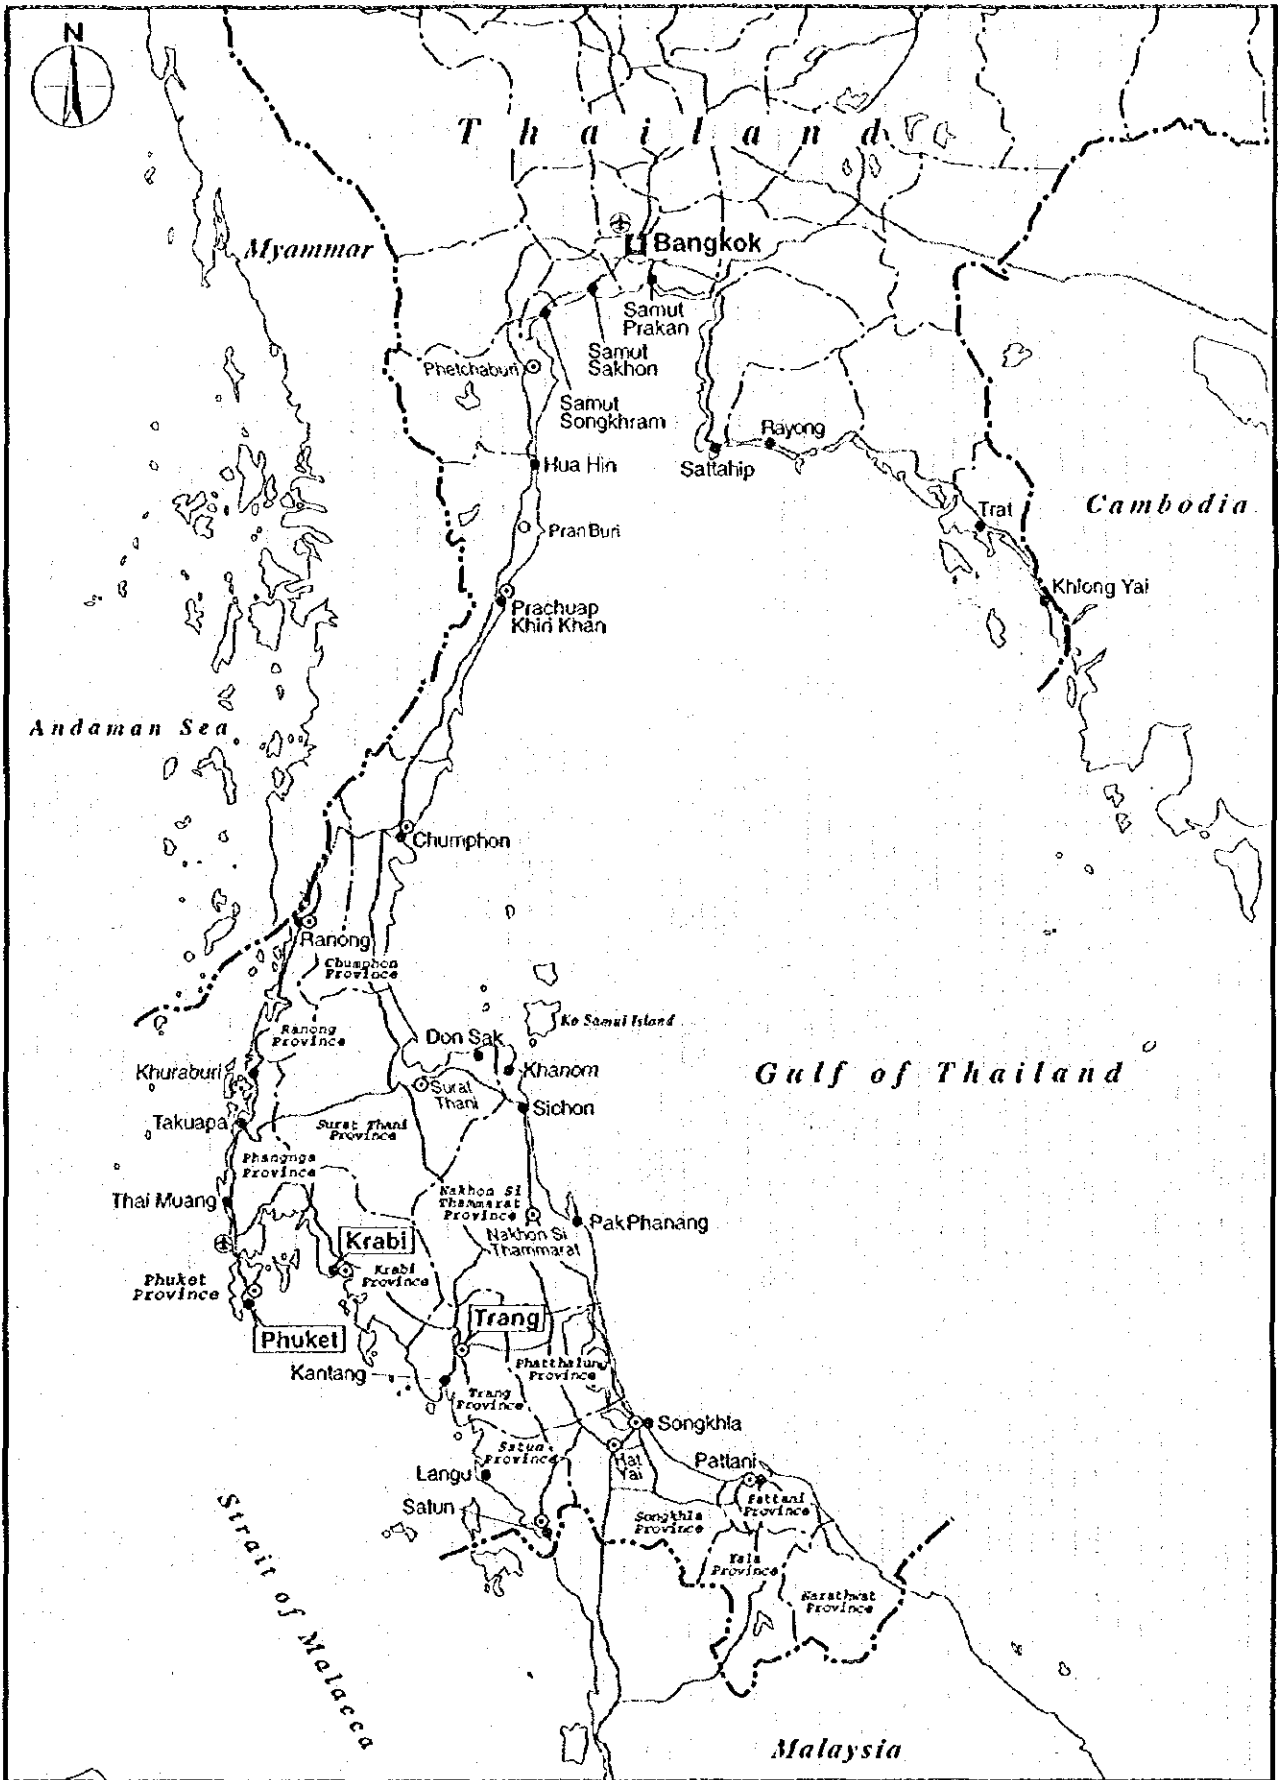 N
Thailand
Myanmar
Bangkok
Samut
Prakan
Samut
Sakhon
Phetchaburi
Samut
Songkhram
Rayong
Sattahip
Hua Hin
Cambodia
Trat
Pran Buri
Khlong Yai
Prachuap
Khiri Khan
Andaman Sea
Chumphon
Ranong
Chumphon
Province
Ko Samui Island
Ranong
Province
Don Sak
Khuraburi
Khanom
Gulf of Thailand
Surat
Thani
Sichon
Takuapa
Surat Thani
Province
Phangnga
Province
Thai Muang
Nakhon Si
Thammarat
Province
Pak Phanang
Nakhon Si
Thammarat
Krabi
Krabi
Province
Phuket
Province
Trang
Phuket
Phatthalung
Province
Kantang
Trang
Province
Songkhla
Satun
Province
Hat
Yai
Pattani
Langu
Satun
Pattani
Province
Songkhla
Province
Strait of Malacca
Yala
Province
Narathwat
Province
Malaysia